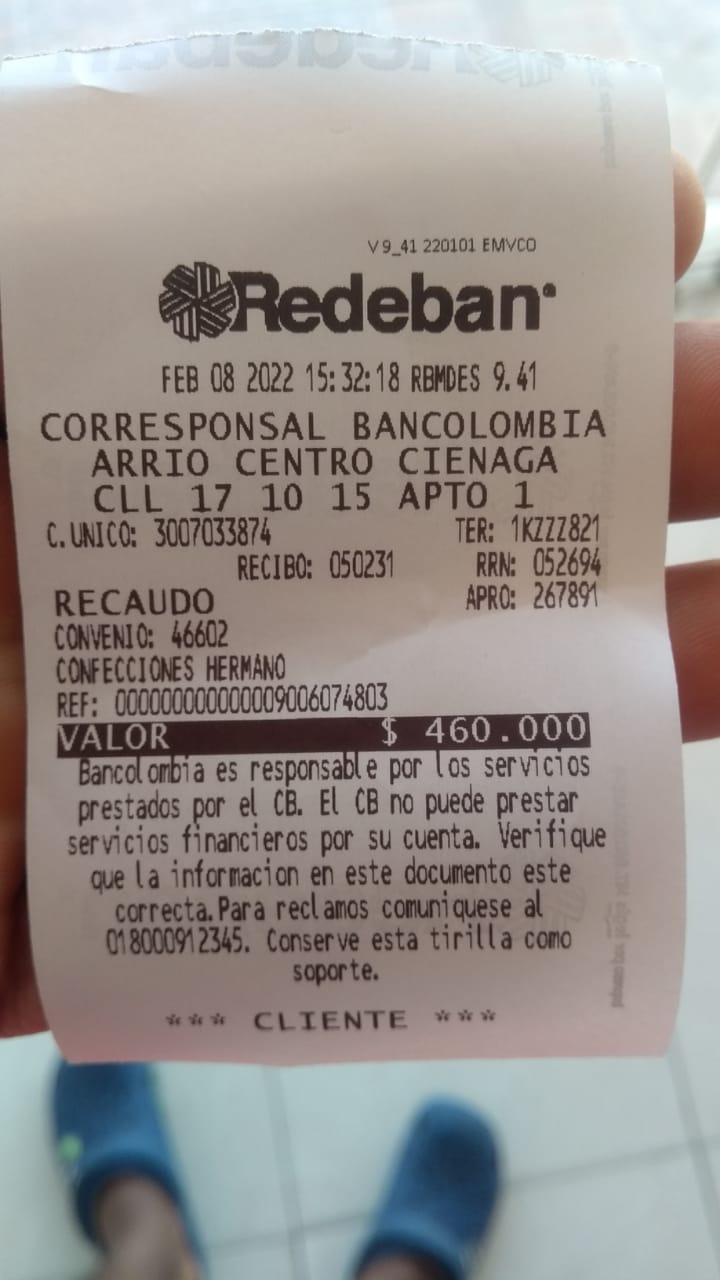 V 9_41 220101 EMVCO
Redeban
FEB 08 2022 15:32:18 RBMDES 9.41
CORRESPONSAL BANCOLOMBIA
ARRIO CENTRO CIENAGA
CLL 17 10 15 APTO 1
C.UNICO: 3007033874 TER: 1KZZZ821
RECIBO: 050231 RRN: 052694
RECAUDO APRO: 267891
CONVENIO: 46602
CONFECCIONES HERMANO
REF: 000000000000009006074803
VALOR $ 460.000
Bancolombia es responsable por los servicios
prestados por el CB. El CB no puede prestar
servicios financieros por su cuenta. Verifique
que la informacion en este documento este
correcta.Para reclamos comuniquese al
018000912345. Conserve esta tirilla como
soporte.
*** CLIENTE ***